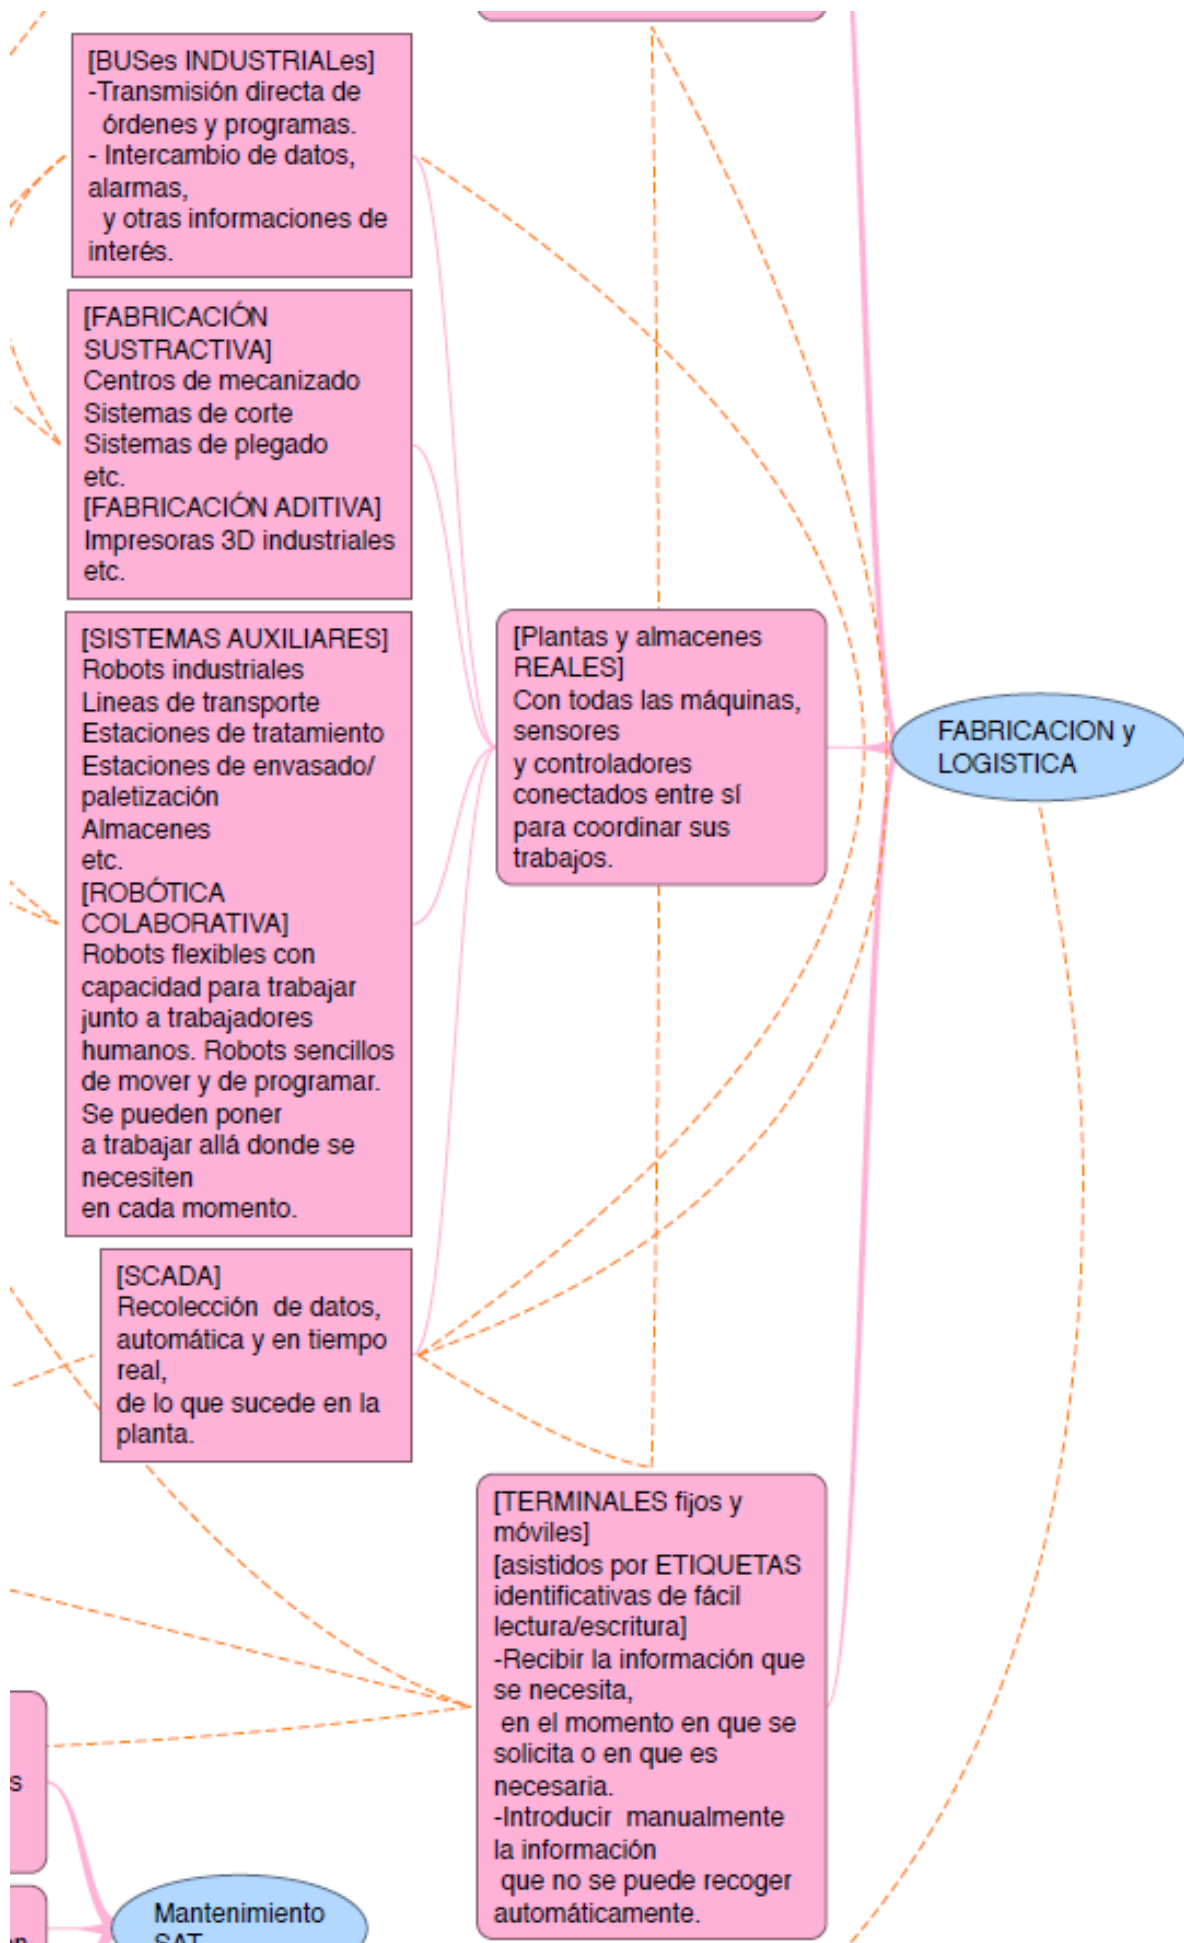 [BUSes INDUSTRIALes]
-Transmisión directa de
órdenes y programas.
- Intercambio de datos,
alarmas,
y otras informaciones de
interés.
[FABRICACIÓN
SUSTRACTIVA]
Centros de mecanizado
Sistemas de corte
Sistemas de plegado
etc.
[FABRICACIÓN ADITIVA]
Impresoras 3D industriales
etc.
[SISTEMAS AUXILIARES]
Robots industriales
Lineas de transporte
Estaciones de tratamiento
Estaciones de envasado/
paletización
Almacenes
etc.
[ROBÓTICA
COLABORATIVA]
Robots flexibles con
capacidad para trabajar
junto a trabajadores
humanos. Robots sencillos
de mover y de programar.
Se pueden poner
a trabajar allá donde se
necesiten
en cada momento.
[SCADA]
Recolección  de datos,
automática y en tiempo
real,
de lo que sucede en la
planta.
[Plantas y almacenes
REALES]
Con todas las máquinas,
sensores
y controladores
conectados entre sí
para coordinar sus
trabajos.
FABRICACION y
LOGISTICA
[TERMINALES fijos y
móviles]
[asistidos por ETIQUETAS
identificativas de fácil
lectura/escritura]
-Recibir la información que
se necesita,
en el momento en que se
solicita o en que es
necesaria.
-Introducir  manualmente
la información
que no se puede recoger
automáticamente.
Mantenimiento
SAT